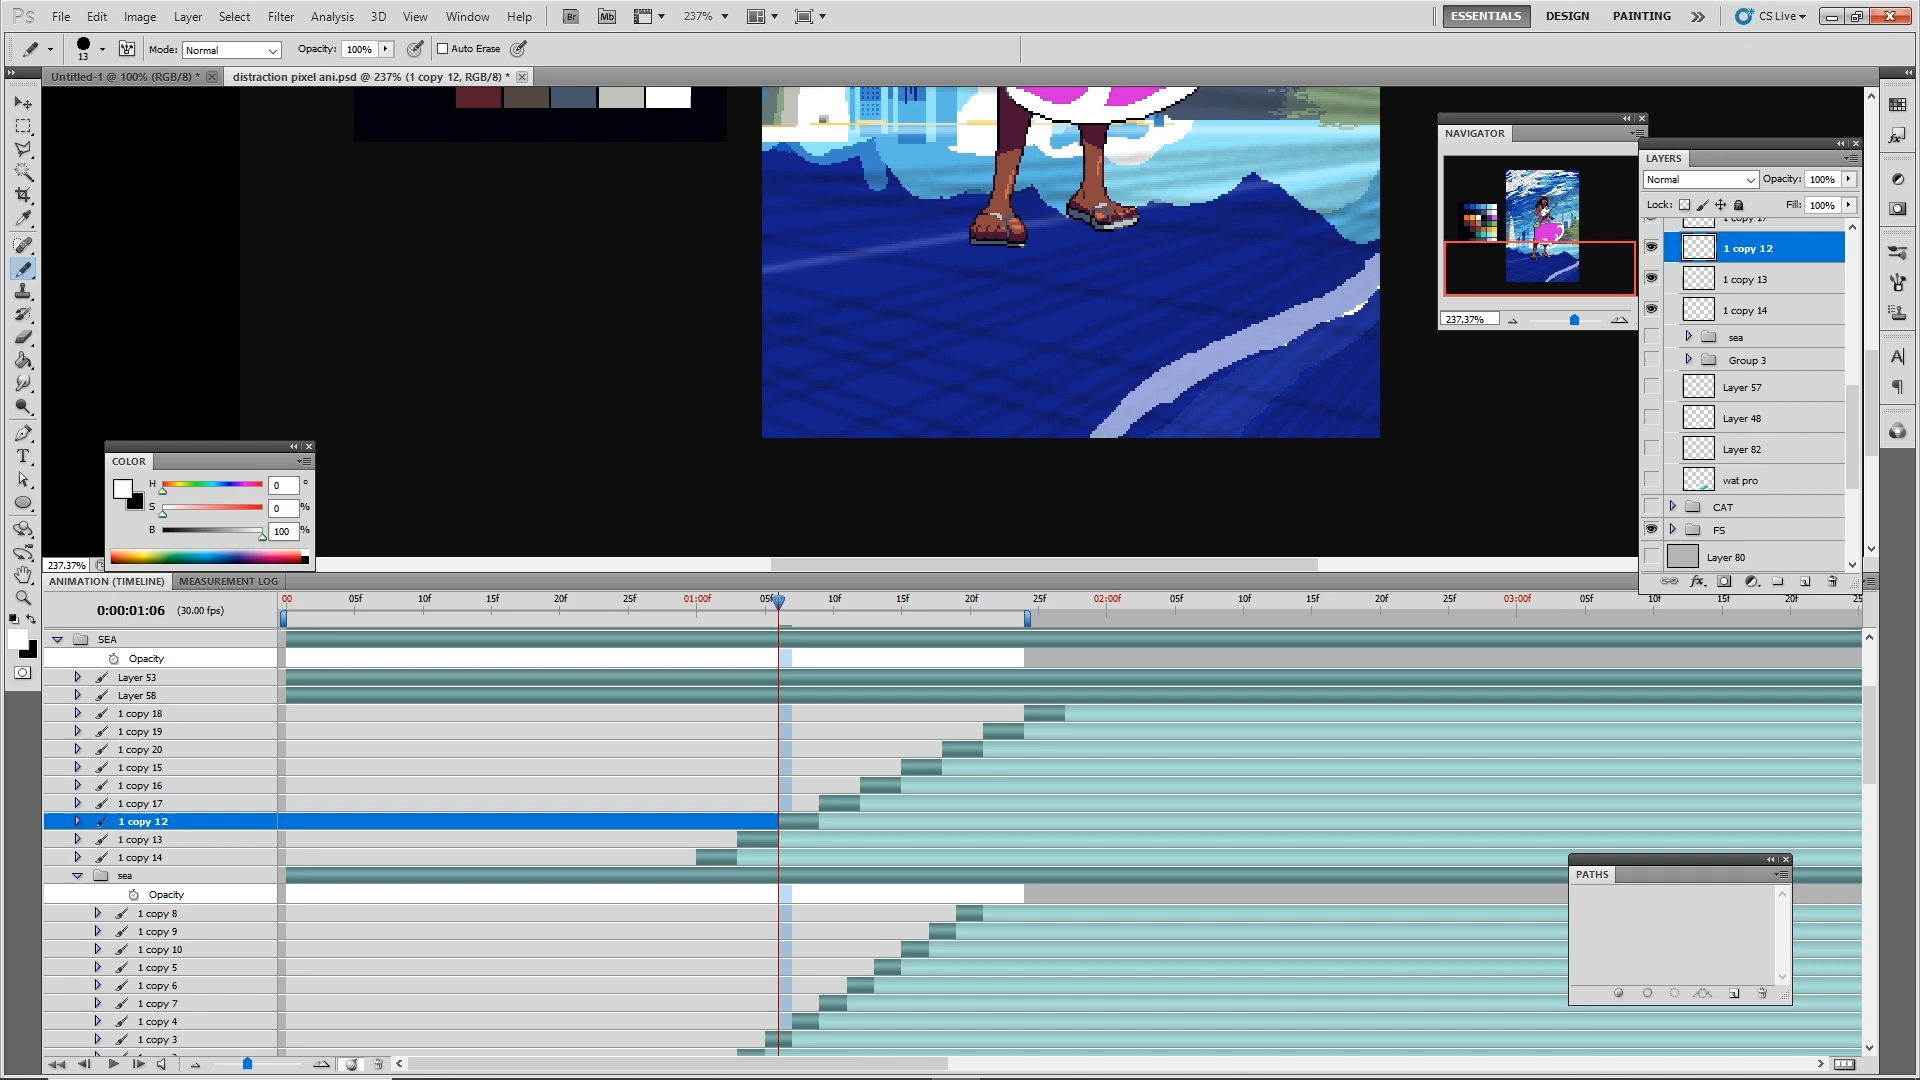 Ps File Edit Image Layer Select Filter Analysis 3D View Window Help Br Mb 237% ESSENTIALS DESIGN PAINTING CS Live
13 Mode: Normal Opacity: 100% Auto Erase
Untitled-1 @ 100% (RGB/8) * distraction pixel ani.psd @ 237% (1 copy 12, RGB/8) *
NAVIGATOR
237.37%
LAYERS
Normal Opacity: 100%
Lock: Fill: 100%
1 copy 17
1 copy 12
1 copy 13
1 copy 14
sea
Group 3
Layer 57
Layer 48
Layer 82
wat pro
CAT
FS
Layer 80
COLOR
H 0 °
S 0 %
B 100 %
237.37%
ANIMATION (TIMELINE) MEASUREMENT LOG
0:00:01:06 (30.00 fps)
00 05f 10f 15f 20f 25f 01:00f 05f 10f 15f 20f 25f 02:00f 05f 10f 15f 20f 25f 03:00f 05f 10f 15f 20f 25
SEA
Opacity
Layer 53
Layer 58
1 copy 18
1 copy 19
1 copy 20
1 copy 15
1 copy 16
1 copy 17
1 copy 12
1 copy 13
1 copy 14
sea
Opacity
1 copy 8
1 copy 9
1 copy 10
1 copy 5
1 copy 6
1 copy 7
1 copy 4
1 copy 3
PATHS